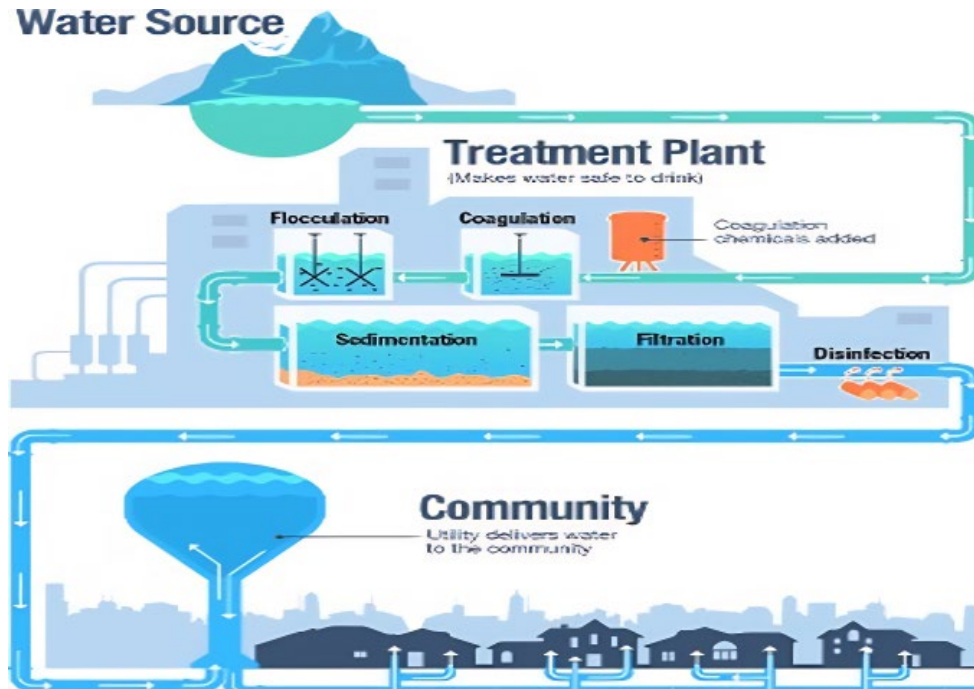 Water Source
Treatment Plant
(Makes water safe to drink)
Flocculation
Coagulation
Coagulation
chemicals added
Sedimentation
Filtration
Disinfection
Community
Utility delivers water
to the community